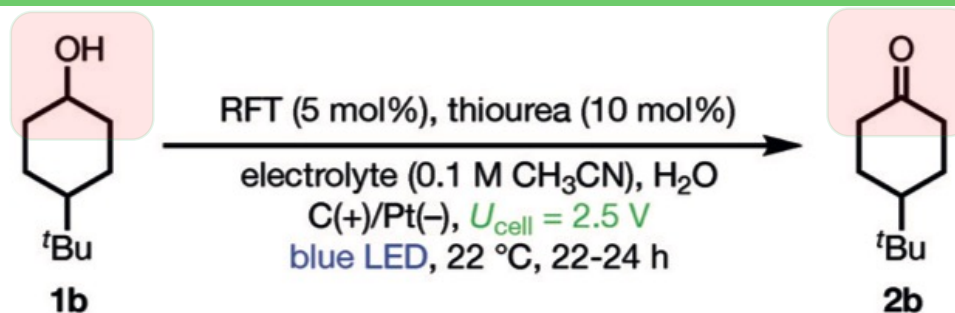 OH
O
RFT (5 mol%), thiourea (10 mol%)
electrolyte (0.1 M CH₃CN), H₂O
C(+)/Pt(–), U_cell = 2.5 V
blue LED, 22 °C, 22-24 h
ᵗBu
ᵗBu
1b
2b